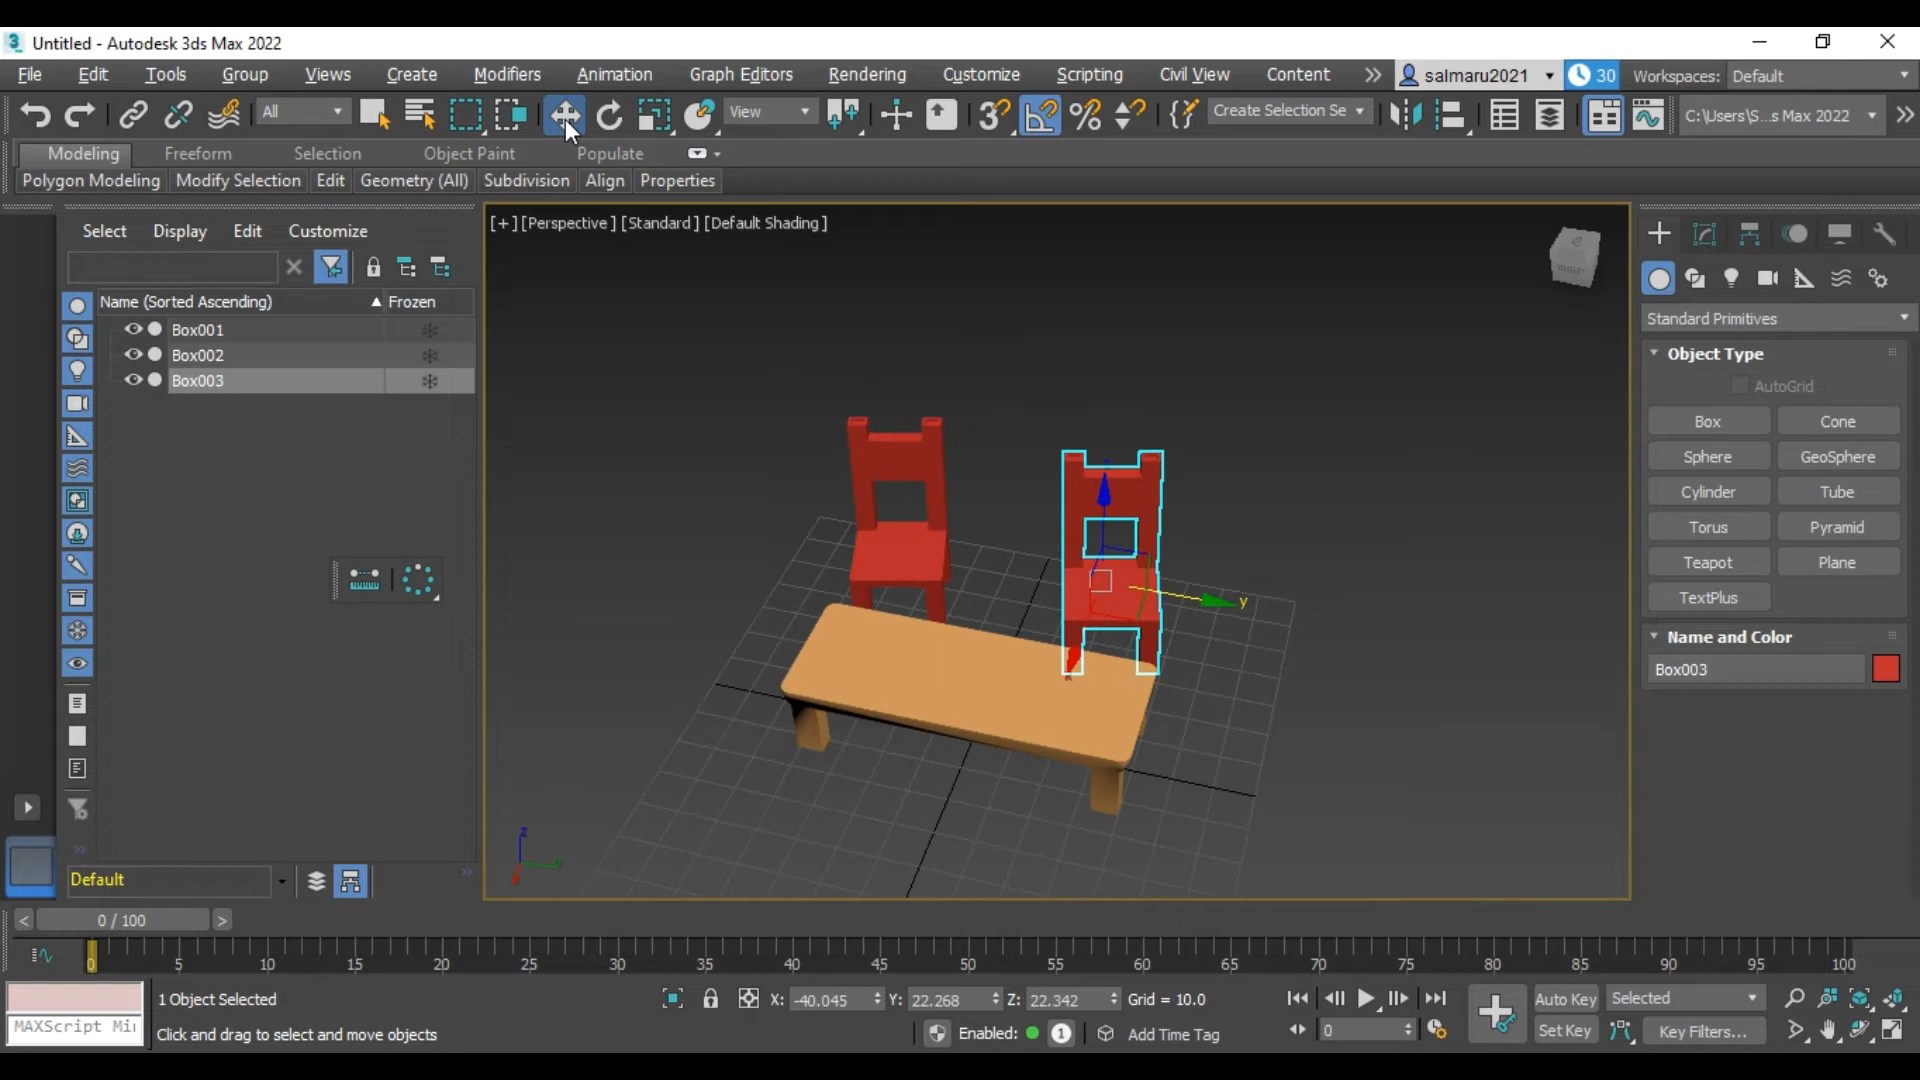 Untitled - Autodesk 3ds Max 2022
File Edit Tools Group Views Create Modifiers Animation Graph Editors Rendering Customize Scripting Civil View Content >> salmaru2021 30 Workspaces: Default
All View Create Selection Se C:\Users\S...s Max 2022
Modeling Freeform Selection Object Paint Populate
Polygon Modeling Modify Selection Edit Geometry (All) Subdivision Align Properties
Select Display Edit Customize
[+] [Perspective] [Standard] [Default Shading]
Name (Sorted Ascending) Frozen
Box001
Box002
Box003
Standard Primitives
Object Type
AutoGrid
Box Cone
Sphere GeoSphere
Cylinder Tube
Torus Pyramid
Teapot Plane
TextPlus
Name and Color
Box003
y
z
Default
< 0 / 100 >
0 5 10 15 20 25 30 35 40 45 50 55 60 65 70 75 80 85 90 95 100
1 Object Selected X: -40.045 Y: 22.268 Z: 22.342 Grid = 10.0 Auto Key Selected
MAXScript Mi Click and drag to select and move objects Enabled: 1 Add Time Tag 0 Set Key Key Filters...